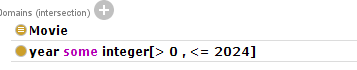 Domains (intersection)
Movie
year some integer[> 0 , <= 2024]